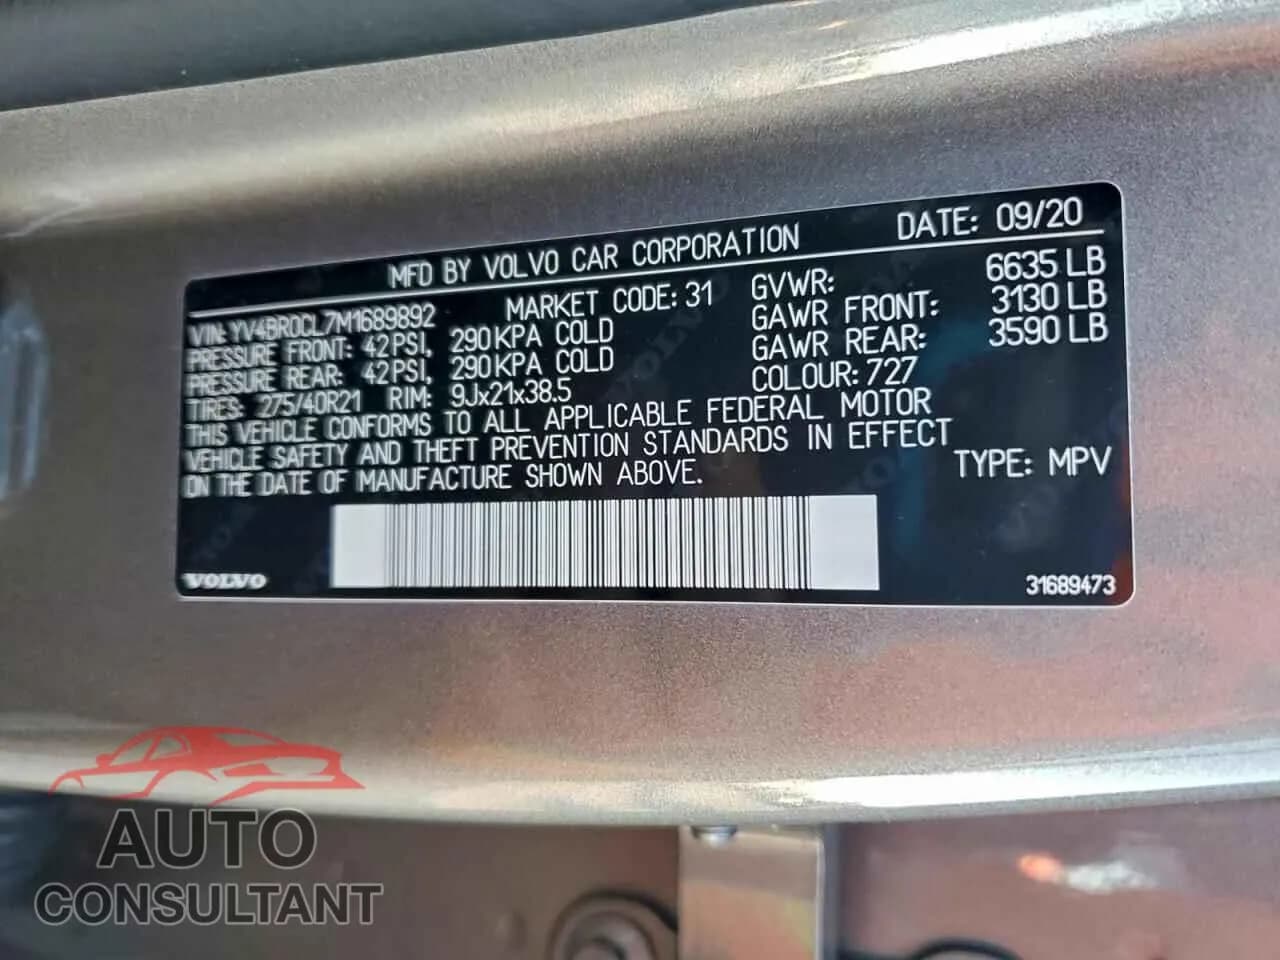 MFD BY VOLVO CAR CORPORATION DATE: 09/20
VIN: YV4BR0CL7M1689892 MARKET CODE: 31 GVWR: 6635 LB
PRESSURE FRONT: 42 PSI, 290 KPA COLD GAWR FRONT: 3130 LB
PRESSURE REAR: 42 PSI, 290 KPA COLD GAWR REAR: 3590 LB
TIRES: 275/40R21 RIM: 9Jx21x38.5 COLOUR: 727
THIS VEHICLE CONFORMS TO ALL APPLICABLE FEDERAL MOTOR
VEHICLE SAFETY AND THEFT PREVENTION STANDARDS IN EFFECT
ON THE DATE OF MANUFACTURE SHOWN ABOVE. TYPE: MPV
VOLVO 31689473
AUTO
CONSULTANT